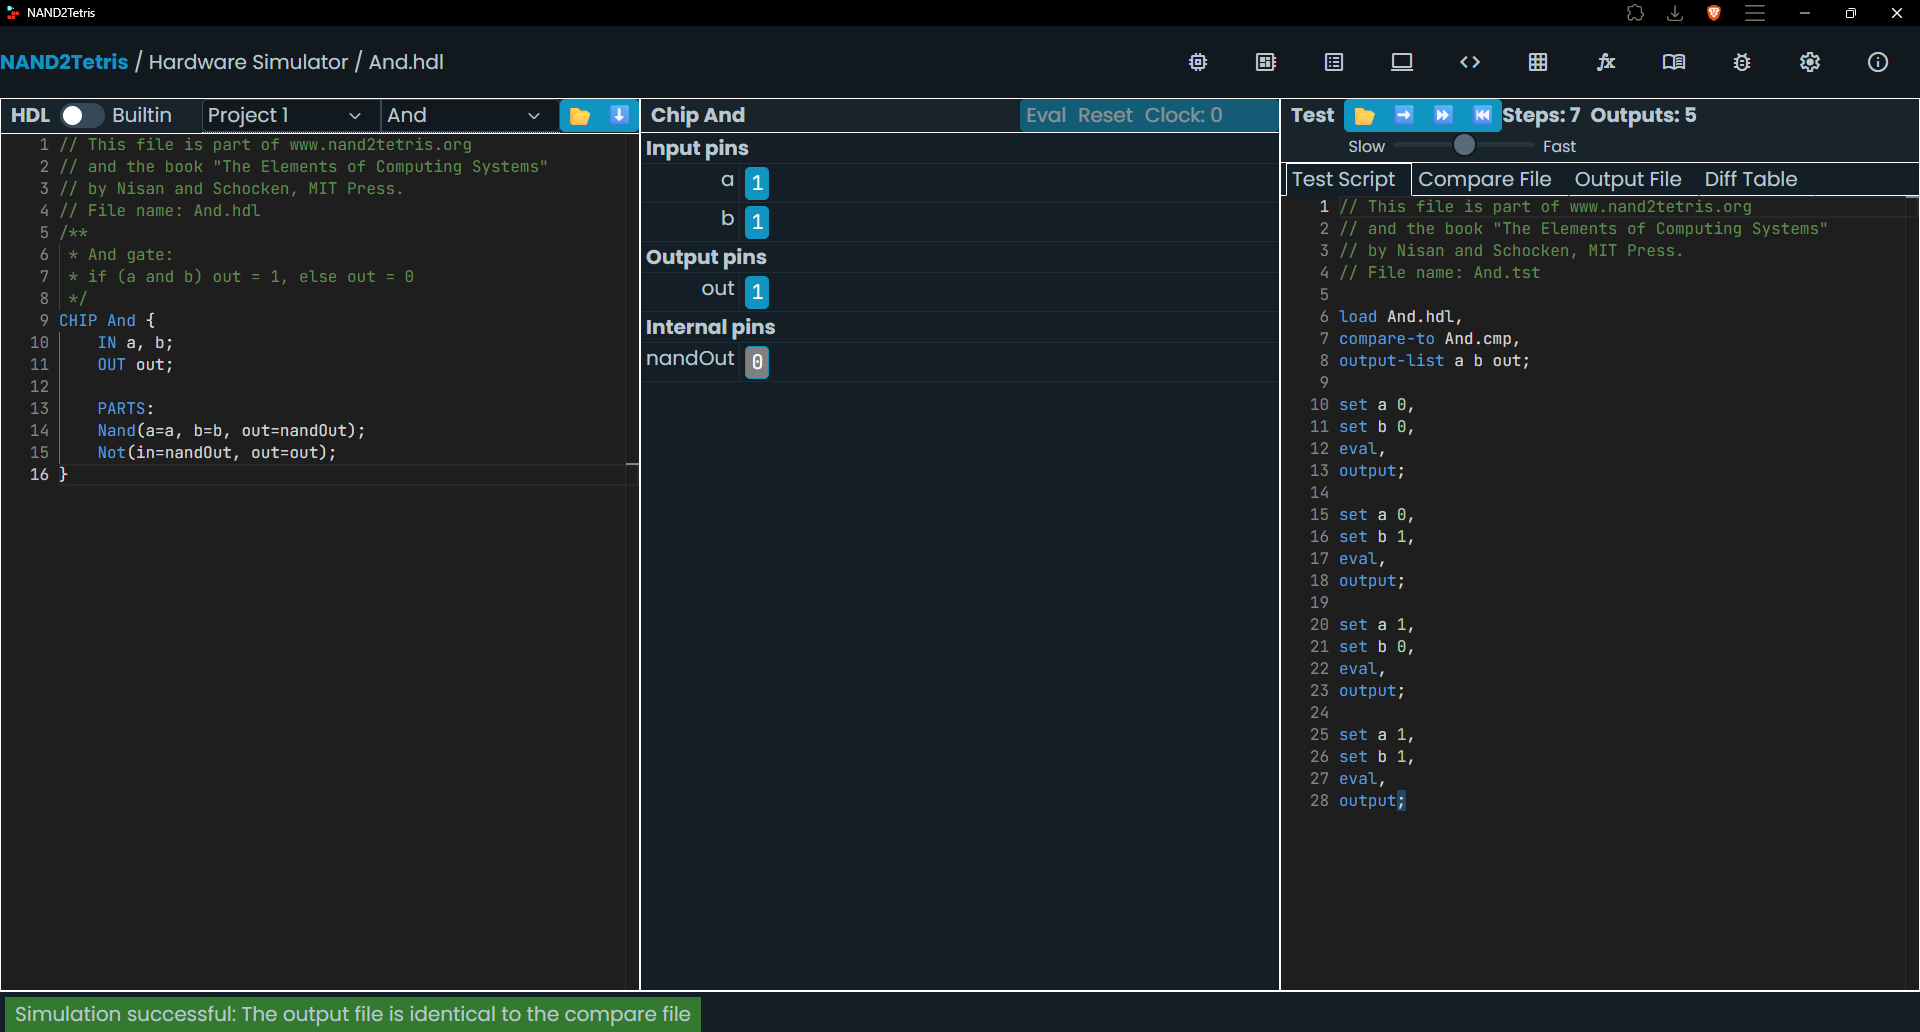 NAND2Tetris
NAND2Tetris / Hardware Simulator / And.hdl
HDL Builtin Project 1 And
1 // This file is part of www.nand2tetris.org
2 // and the book "The Elements of Computing Systems"
3 // by Nisan and Schocken, MIT Press.
4 // File name: And.hdl
5 /**
6  * And gate:
7  * if (a and b) out = 1, else out = 0
8  */
9 CHIP And {
10     IN a, b;
11     OUT out;
12
13     PARTS:
14     Nand(a=a, b=b, out=nandOut);
15     Not(in=nandOut, out=out);
16 }
Chip And Eval Reset Clock: 0
Input pins
a 1
b 1
Output pins
out 1
Internal pins
nandOut 0
Test Steps: 7 Outputs: 5
Slow Fast
Test Script Compare File Output File Diff Table
1 // This file is part of www.nand2tetris.org
2 // and the book "The Elements of Computing Systems"
3 // by Nisan and Schocken, MIT Press.
4 // File name: And.tst
5
6 load And.hdl,
7 compare-to And.cmp,
8 output-list a b out;
9
10 set a 0,
11 set b 0,
12 eval,
13 output;
14
15 set a 0,
16 set b 1,
17 eval,
18 output;
19
20 set a 1,
21 set b 0,
22 eval,
23 output;
24
25 set a 1,
26 set b 1,
27 eval,
28 output;
Simulation successful: The output file is identical to the compare file